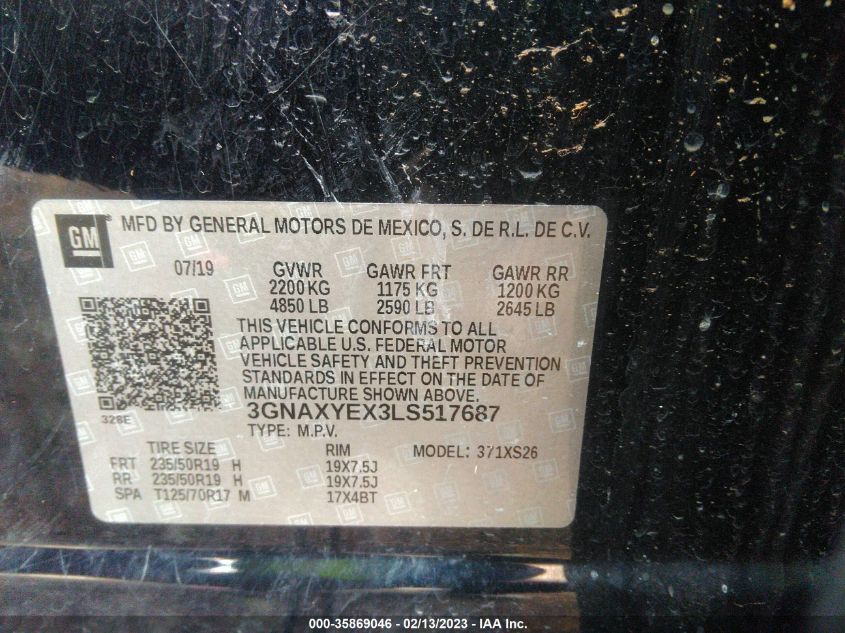 GM
MFD BY GENERAL MOTORS DE MEXICO, S. DE R.L. DE C.V.
07/19 GVWR GAWR FRT GAWR RR
2200 KG 1175 KG 1200 KG
4850 LB 2590 LB 2645 LB
THIS VEHICLE CONFORMS TO ALL
APPLICABLE U.S. FEDERAL MOTOR
VEHICLE SAFETY AND THEFT PREVENTION
STANDARDS IN EFFECT ON THE DATE OF
MANUFACTURE SHOWN ABOVE.
328E
3GNAXYEX3LS517687
TYPE: M.P.V.
TIRE SIZE RIM MODEL: 371XS26
FRT 235/50R19 H 19X7.5J
RR 235/50R19 H 19X7.5J
SPA T125/70R17 M 17X4BT
000-35869046 - 02/13/2023 - IAA Inc.